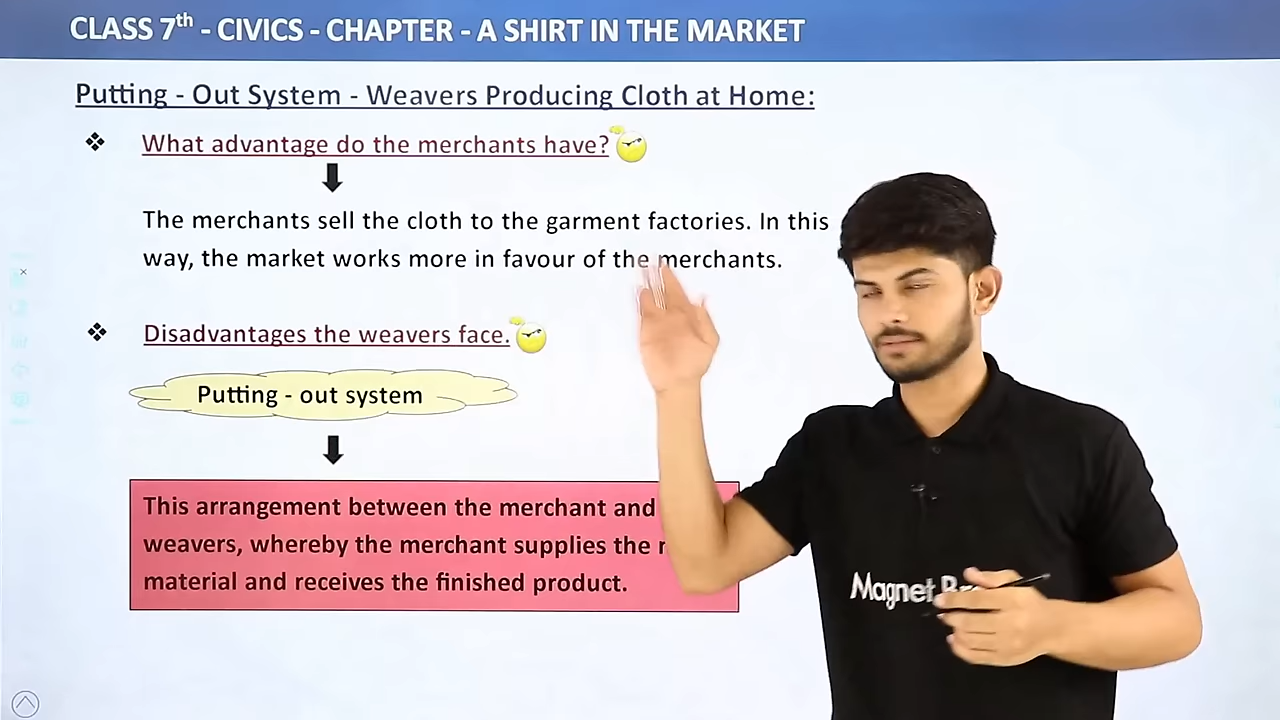 CLASS 7th - CIVICS - CHAPTER - A SHIRT IN THE MARKET
Putting - Out System - Weavers Producing Cloth at Home:
What advantage do the merchants have?
The merchants sell the cloth to the garment factories. In this
way, the market works more in favour of the merchants.
Disadvantages the weavers face.
Putting - out system
This arrangement between the merchant and
weavers, whereby the merchant supplies the
material and receives the finished product.
Magnet